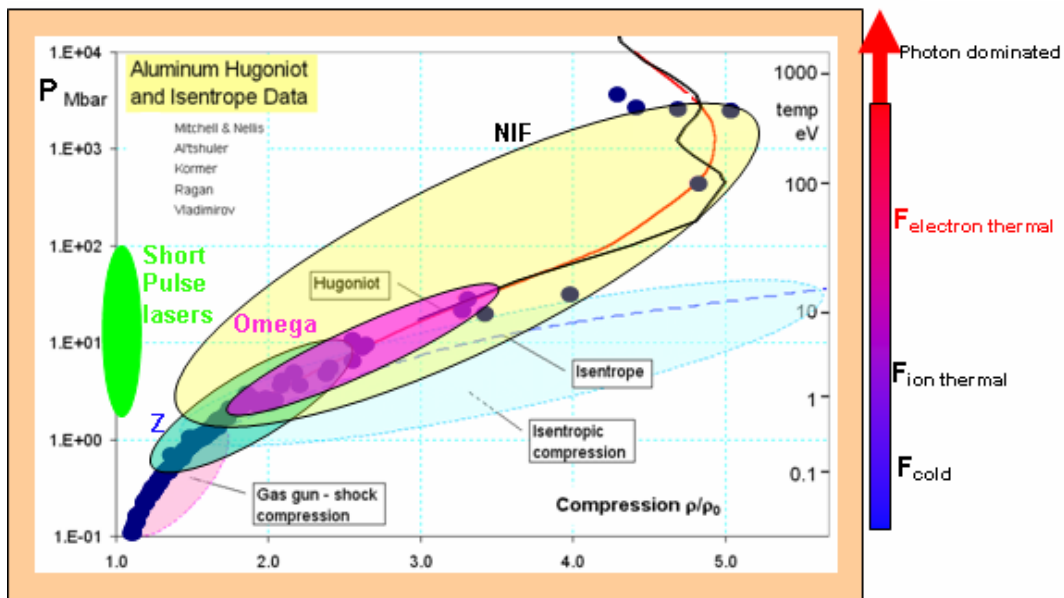 1.E+04
P Mbar
Aluminum Hugoniot
and Isentrope Data
Mitchell & Nellis
Al'tshuler
Kormer
Ragan
Vladimirov
NIF
1000
temp
eV
Photon dominated
1.E+03
100
F electron thermal
1.E+02
Short
Pulse
lasers
Hugoniot
Omega
10
1.E+01
Isentrope
F ion thermal
1
Z
1.E+00
Isentropic
compression
F cold
0.1
Gas gun - shock
compression
Compression ρ/ρ0
1.E-01
1.0 2.0 3.0 4.0 5.0